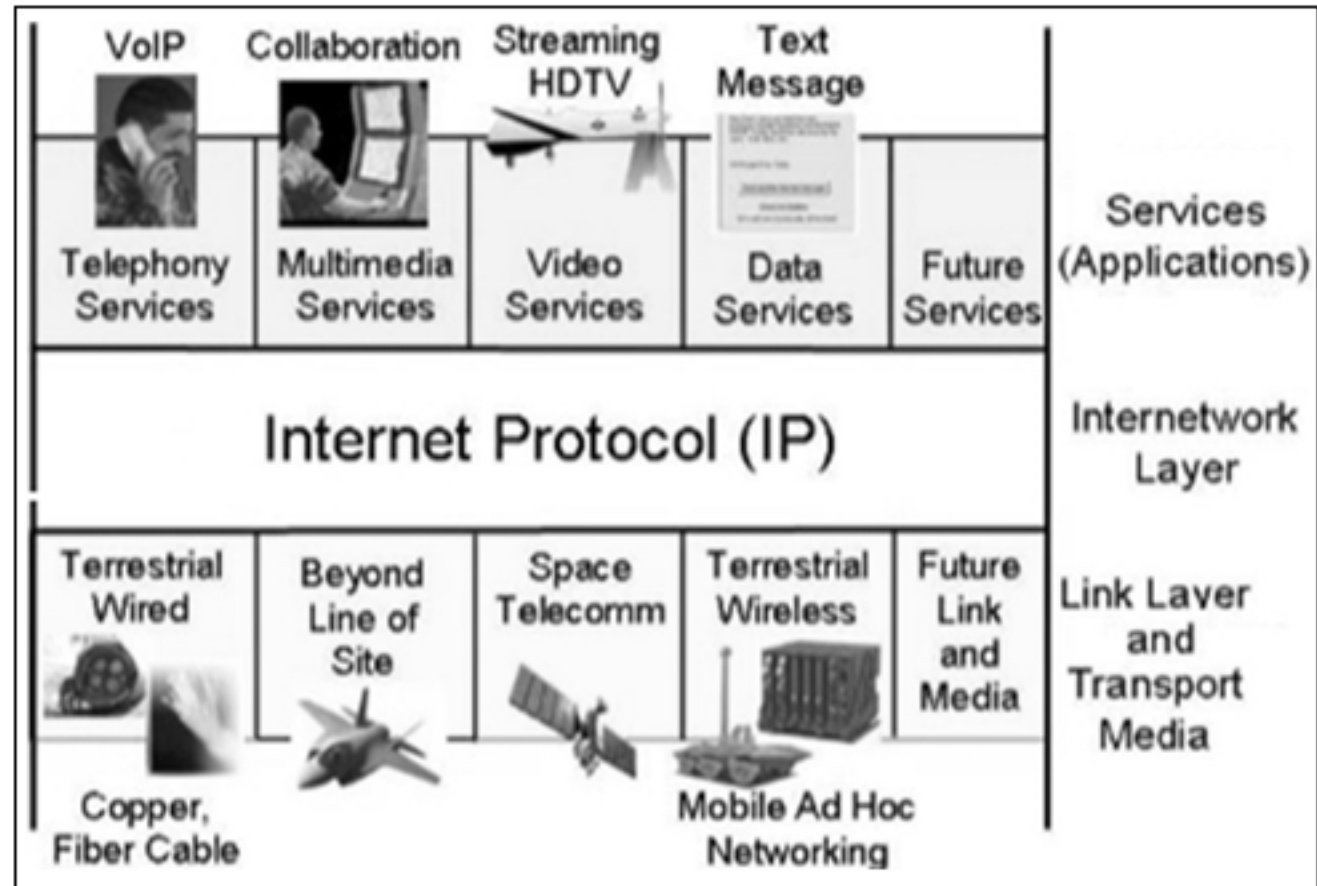 VoIP
Collaboration
Streaming
HDTV
Text
Message
Telephony
Services
Multimedia
Services
Video
Services
Data
Services
Future
Services
Services
(Applications)
Internet Protocol (IP)
Internetwork
Layer
Terrestrial
Wired
Beyond
Line of
Site
Space
Telecomm
Terrestrial
Wireless
Future
Link
and
Media
Link Layer
and
Transport
Media
Copper,
Fiber Cable
Mobile Ad Hoc
Networking